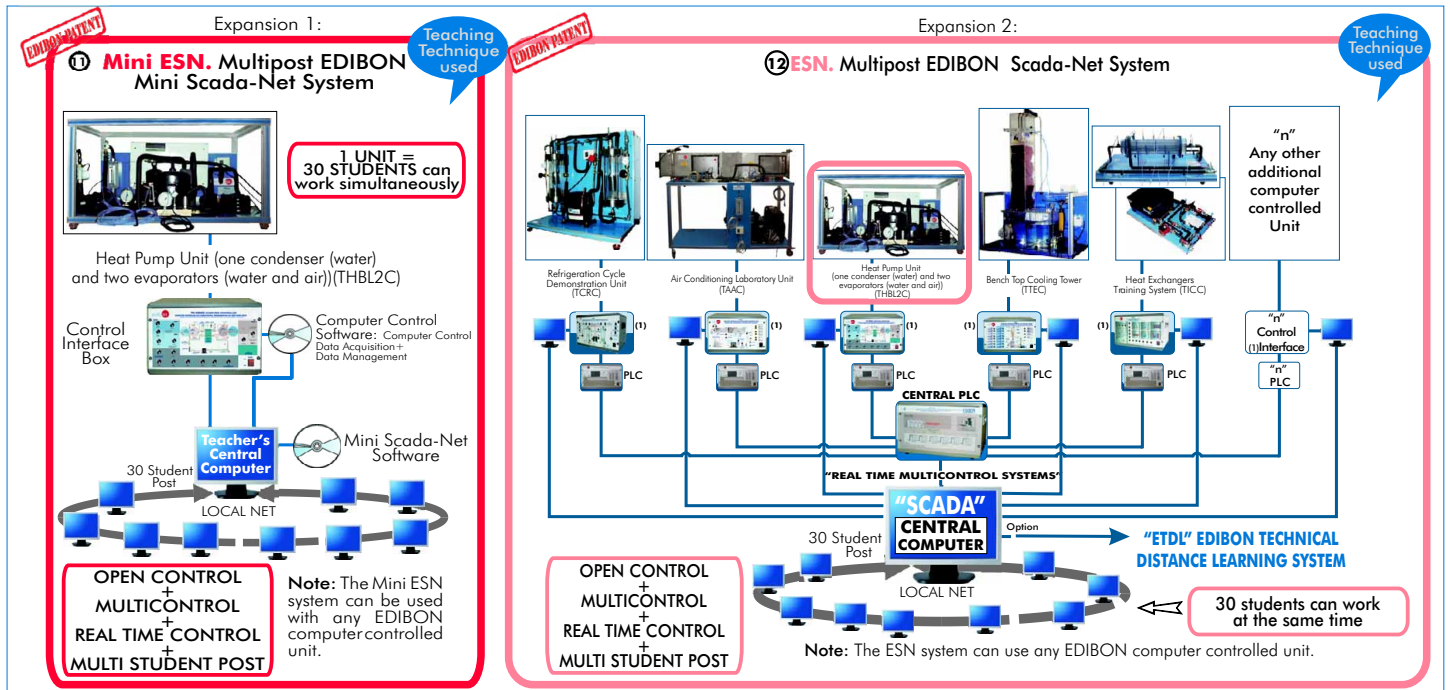 Expansion 1:
EDIBON PATENT
Teaching
Technique
used
11 Mini ESN. Multipost EDIBON
Mini Scada-Net System
1 UNIT =
30 STUDENTS can
work simultaneously
Heat Pump Unit (one condenser (water)
and two evaporators (water and air))(THBL2C)
Control
Interface
Box
Computer Control
Software: Computer Control
Data Acquisition+
Data Management
Teacher's
Central
Computer
Mini Scada-Net
Software
30 Student
Post
LOCAL NET
OPEN CONTROL
+
MULTICONTROL
+
REAL TIME CONTROL
+
MULTI STUDENT POST
Note: The Mini ESN
system can be used
with any EDIBON
computer controlled
unit.
Expansion 2:
EDIBON PATENT
Teaching
Technique
used
12 ESN. Multipost EDIBON Scada-Net System
"n"
Any other
additional
computer
controlled
Unit
Refrigeration Cycle
Demonstration Unit
(TCRC)
Air Conditioning Laboratory Unit
(TAAC)
Heat Pump Unit
(one condenser (water) and two
evaporators (water and air))
(THBL2C)
Bench Top Cooling Tower
(TTEC)
Heat Exchangers
Training System (TICC)
(1)
(1)
(1)
(1)
(1)
"n"
Control
(1)Interface
PLC
PLC
PLC
PLC
PLC
"n"
PLC
CENTRAL PLC
"REAL TIME MULTICONTROL SYSTEMS"
"SCADA"
CENTRAL
COMPUTER
Option
"ETDL" EDIBON TECHNICAL
DISTANCE LEARNING SYSTEM
30 Student
Post
LOCAL NET
OPEN CONTROL
+
MULTICONTROL
+
REAL TIME CONTROL
+
MULTI STUDENT POST
30 students can work
at the same time
Note: The ESN system can use any EDIBON computer controlled unit.